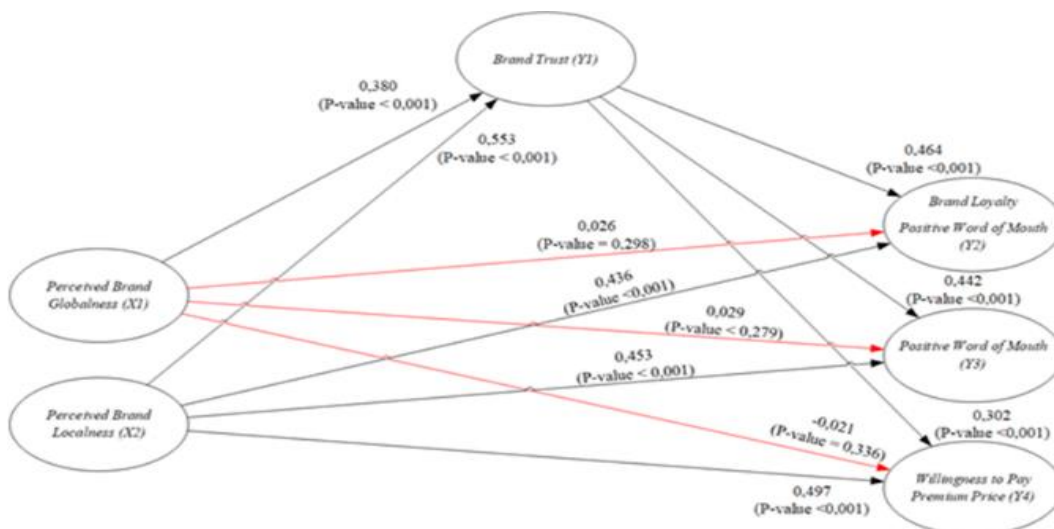 Brand Trust (Y1)
0,380
(P-value < 0,001)
0,553
(P-value < 0,001)
0,464
(P-value <0,001)
Brand Loyalty
Positive Word of Mouth
(Y2)
0,026
(P-value = 0,298)
Perceived Brand
Globalness (X1)
0,436
(P-value <0,001)
0,442
(P-value <0,001)
0,029
(P-value < 0,279)
Positive Word of Mouth
(Y3)
0,453
(P-value < 0,001)
Perceived Brand
Localness (X2)
-0,021
(P-value = 0,336)
0,302
(P-value <0,001)
Willingness to Pay
Premium Price (Y4)
0,497
(P-value <0,001)